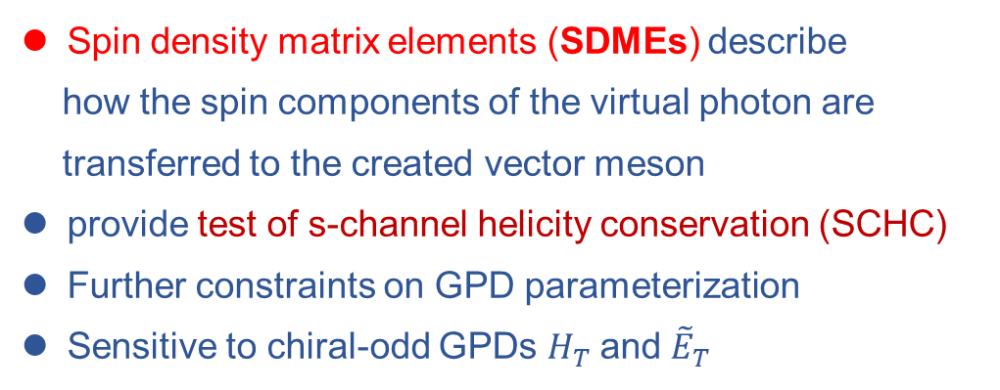 ● Spin density matrix elements (SDMEs) describe
how the spin components of the virtual photon are
transferred to the created vector meson
● provide test of s-channel helicity conservation (SCHC)
● Further constraints on GPD parameterization
● Sensitive to chiral-odd GPDs 𝐻_𝑇 and 𝐸̃_𝑇